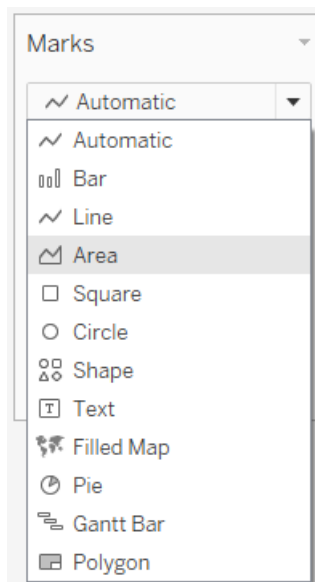 Marks
Automatic
Automatic
Bar
Line
Area
Square
Circle
Shape
T Text
Filled Map
Pie
Gantt Bar
Polygon